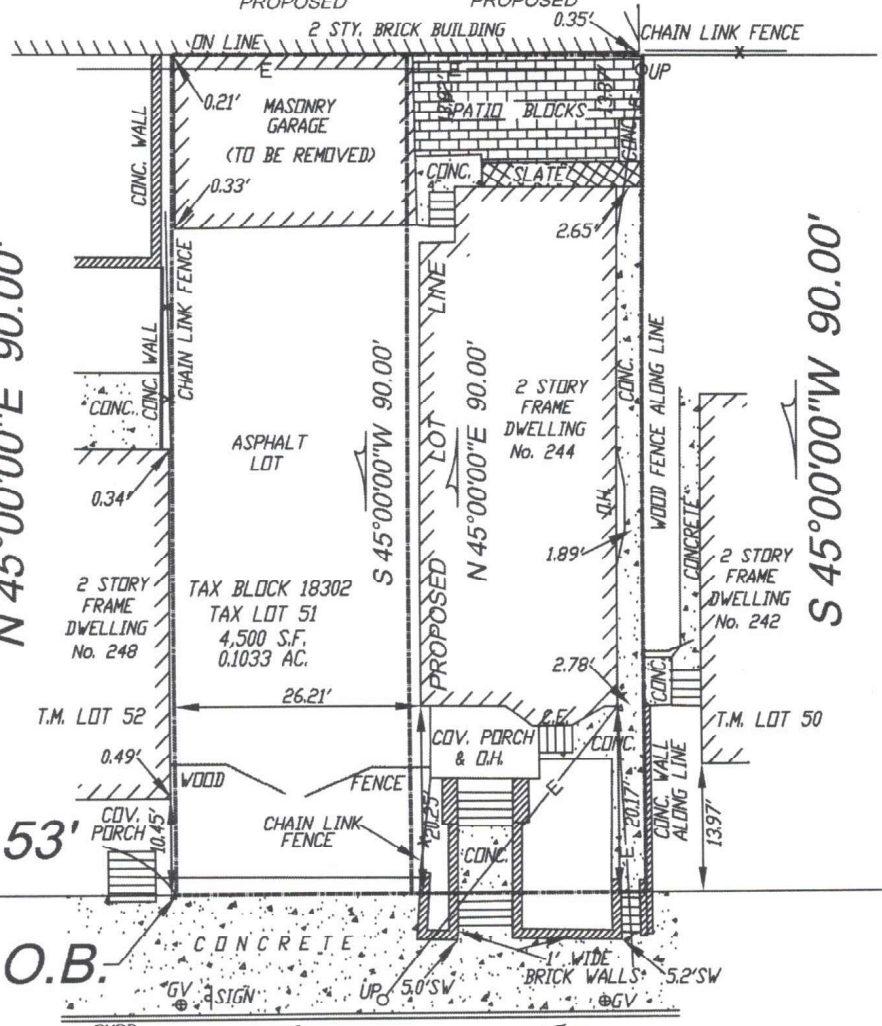 PROPOSED
PROPOSED
0.35'
2 STY. BRICK BUILDING
CHAIN LINK FENCE
ON LINE
E
UP
0.21'
MASONRY
GARAGE
(TO BE REMOVED)
PATIO BLOCKS
CONC.
CONC. WALL
CONC.
SLATE
0.33'
2.65'
N 45°00'00"E 90.00'
CHAIN LINK FENCE
CONC. WALL
CONC.
LINE
LOT
PROPOSED
S 45°00'00"W 90.00'
N 45°00'00"E 90.00'
2 STORY
FRAME
DWELLING
No. 244
CONC.
WOOD FENCE ALONG LINE
S 45°00'00"W 90.00'
ASPHALT
LOT
0.34'
O.H.
1.89'
CONCRETE
2 STORY
FRAME
DWELLING
No. 248
TAX BLOCK 18302
TAX LOT 51
4,500 S.F.
0.1033 AC.
2 STORY
FRAME
DWELLING
No. 242
2.78'
CONC.
26.21'
T.M. LOT 52
T.M. LOT 50
COV. PORCH
& O.H.
CONC.
0.49'
WOOD FENCE
E
CONC. WALL
ALONG LINE
13.97'
20.25'
20.17'
53'
COV.
PORCH
10.45'
CHAIN LINK
FENCE
CONC.
E
O.B.
CONCRETE
1' WIDE
BRICK WALLS
5.0'SW
5.2'SW
GV
SIGN
UP
GV